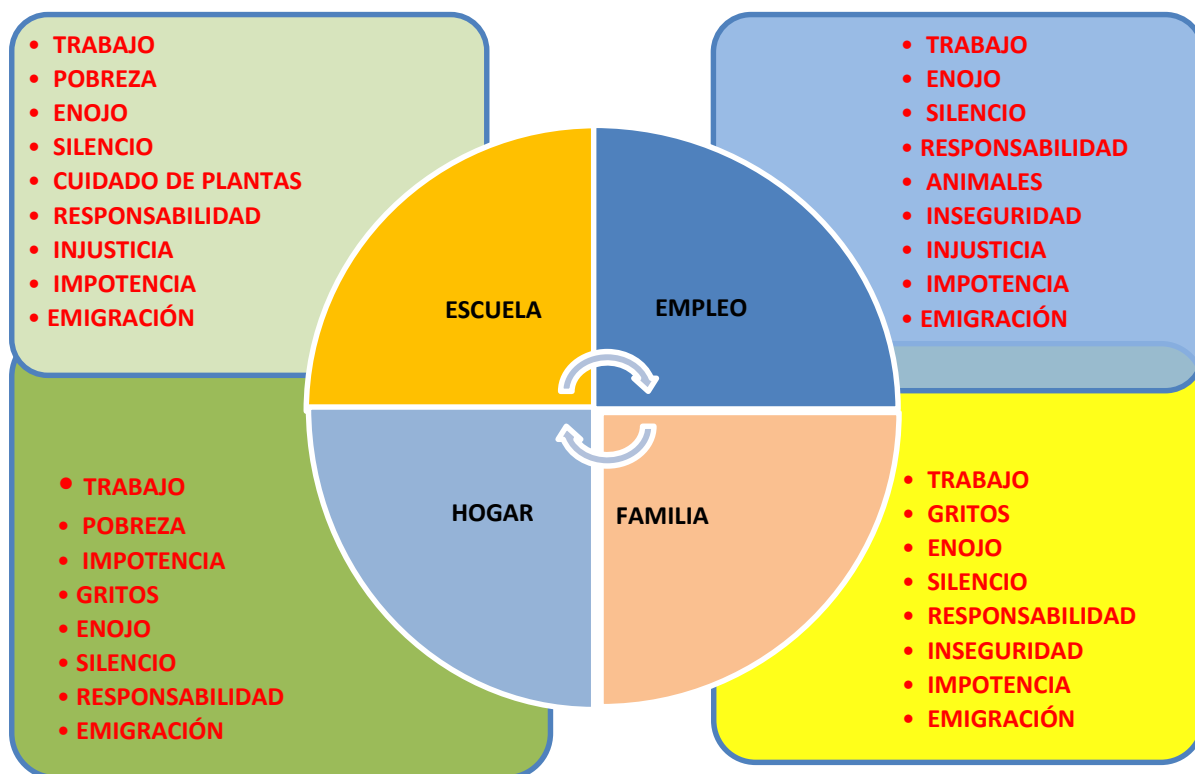 • TRABAJO
• POBREZA
• ENOJO
• SILENCIO
• CUIDADO DE PLANTAS
• RESPONSABILIDAD
• INJUSTICIA
• IMPOTENCIA
• EMIGRACIÓN
• TRABAJO
• ENOJO
• SILENCIO
• RESPONSABILIDAD
• ANIMALES
• INSEGURIDAD
• INJUSTICIA
• IMPOTENCIA
• EMIGRACIÓN
ESCUELA
EMPLEO
HOGAR
FAMILIA
• TRABAJO
• POBREZA
• IMPOTENCIA
• GRITOS
• ENOJO
• SILENCIO
• RESPONSABILIDAD
• EMIGRACIÓN
• TRABAJO
• GRITOS
• ENOJO
• SILENCIO
• RESPONSABILIDAD
• INSEGURIDAD
• IMPOTENCIA
• EMIGRACIÓN